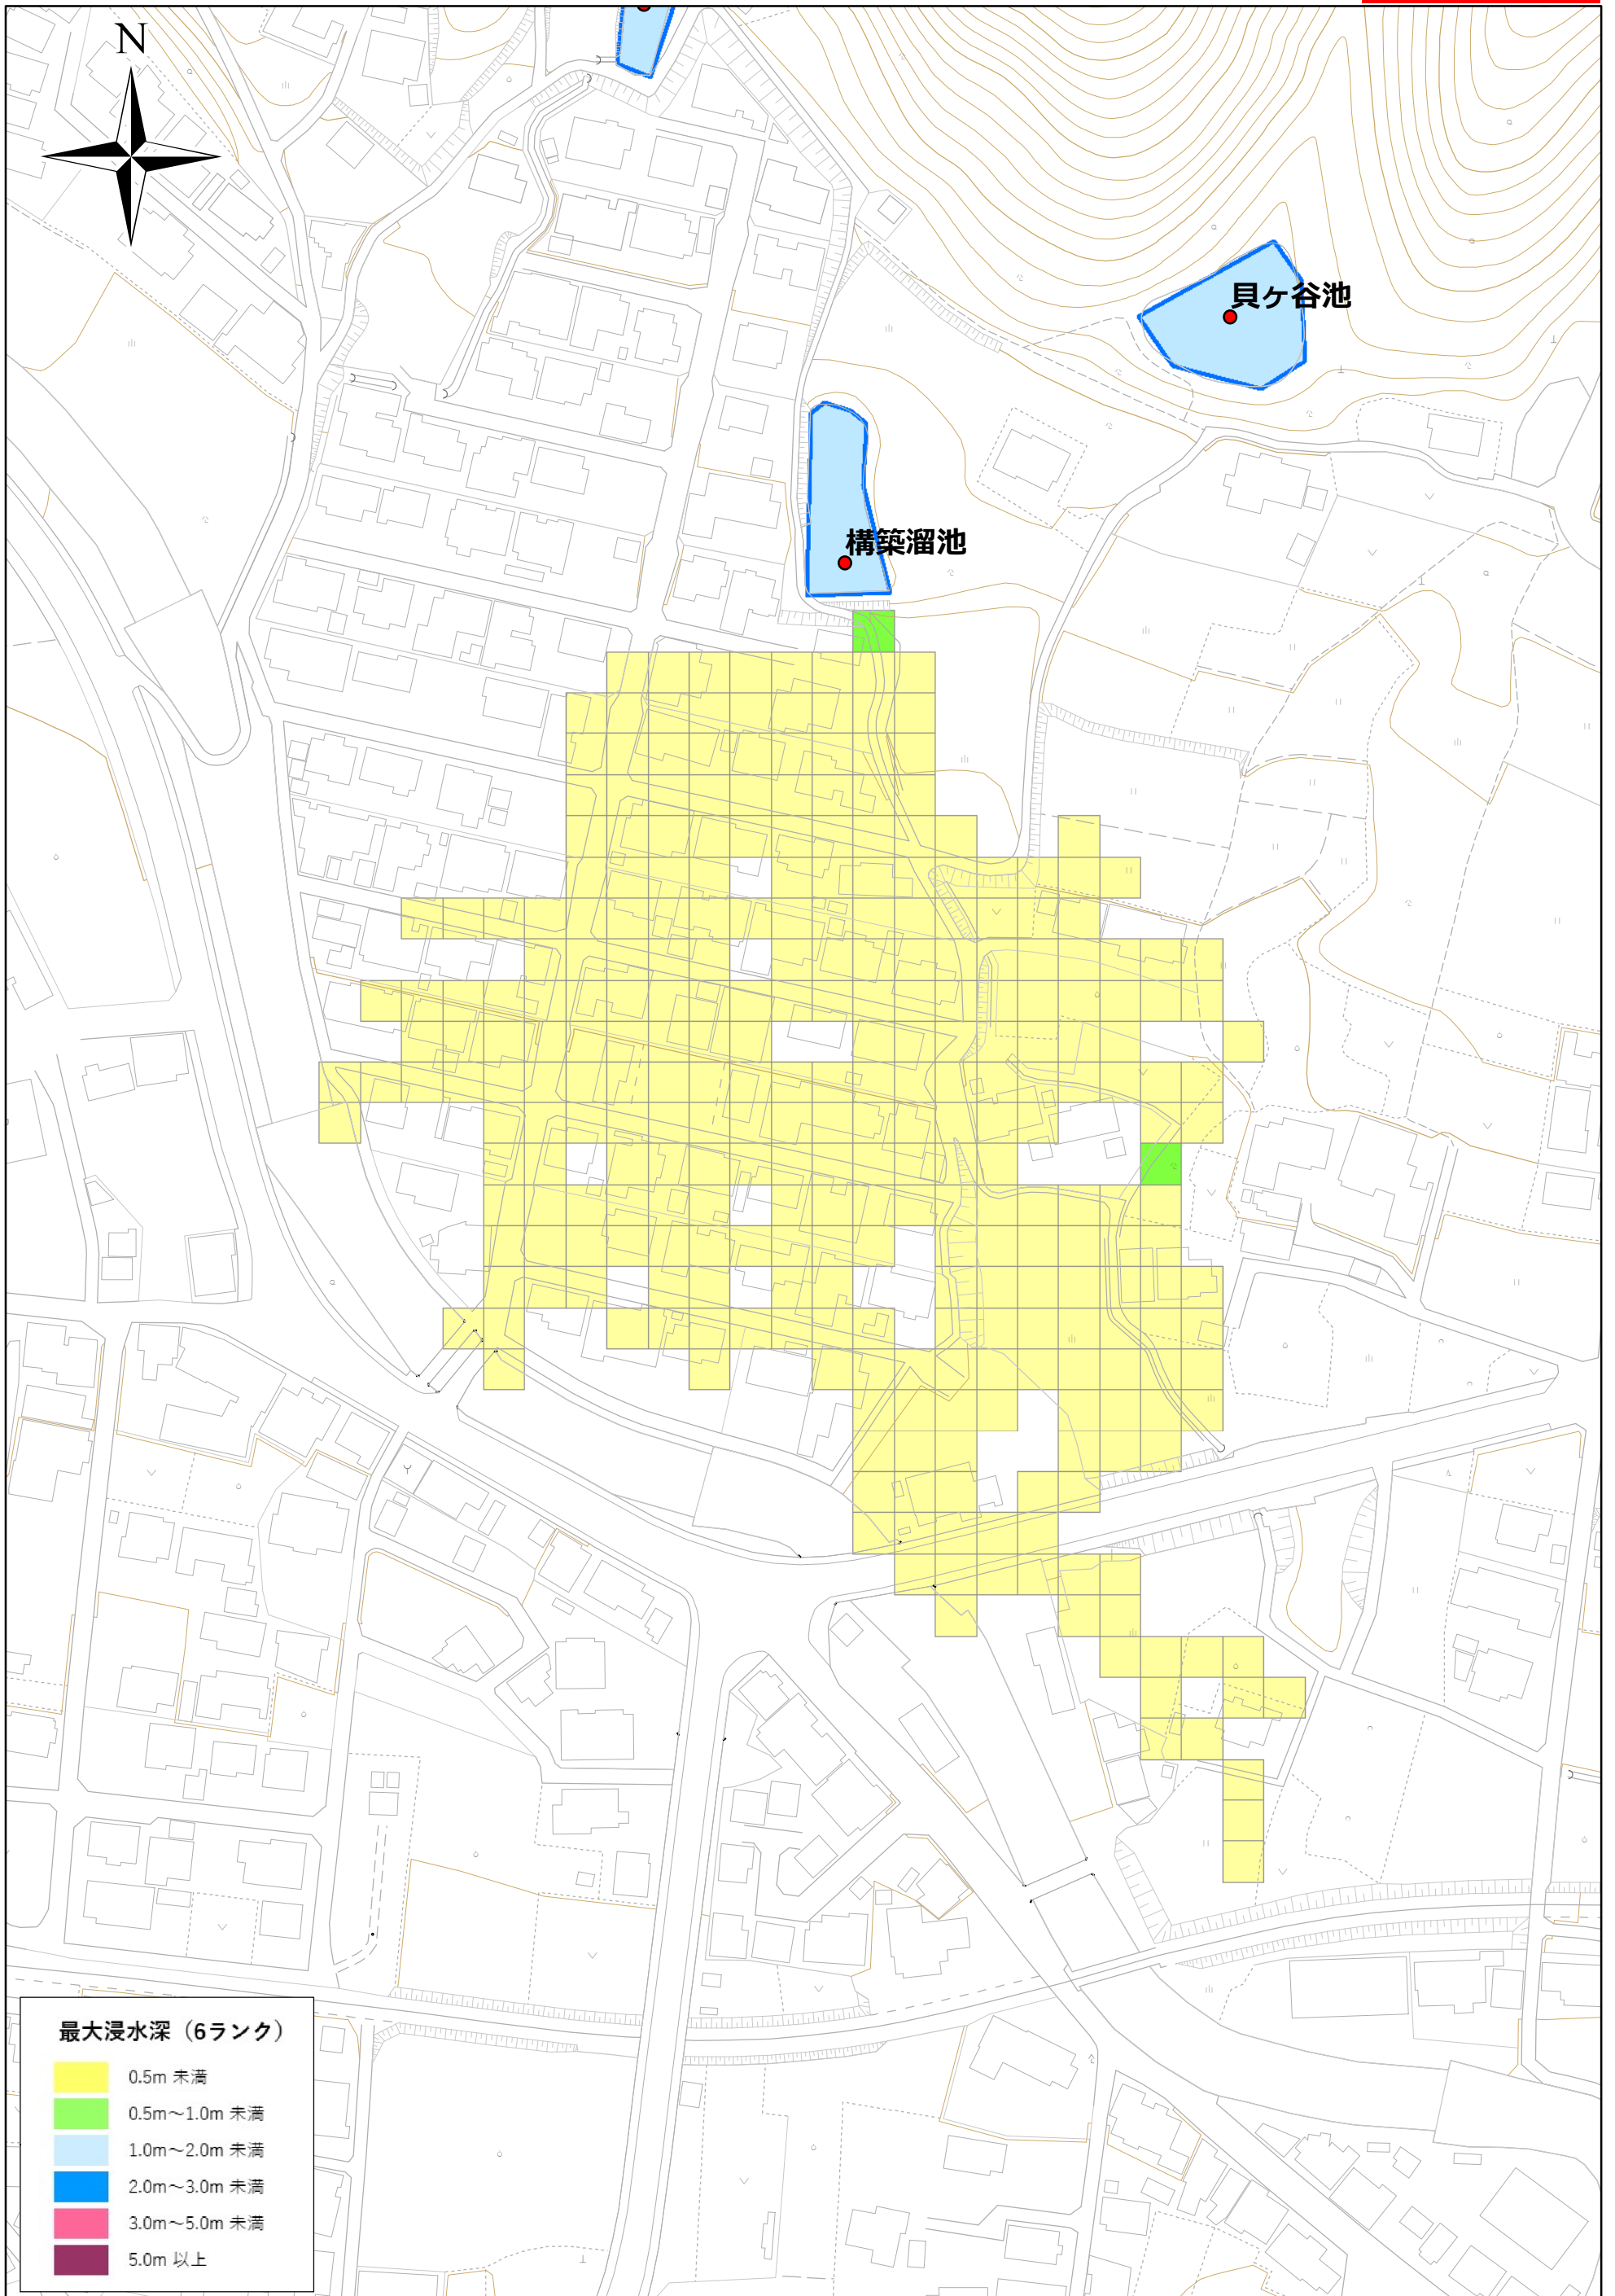 N
貝ヶ谷池
構築溜池
最大浸水深（6ランク）
0.5m 未満
0.5m～1.0m 未満
1.0m～2.0m 未満
2.0m～3.0m 未満
3.0m～5.0m 未満
5.0m 以上